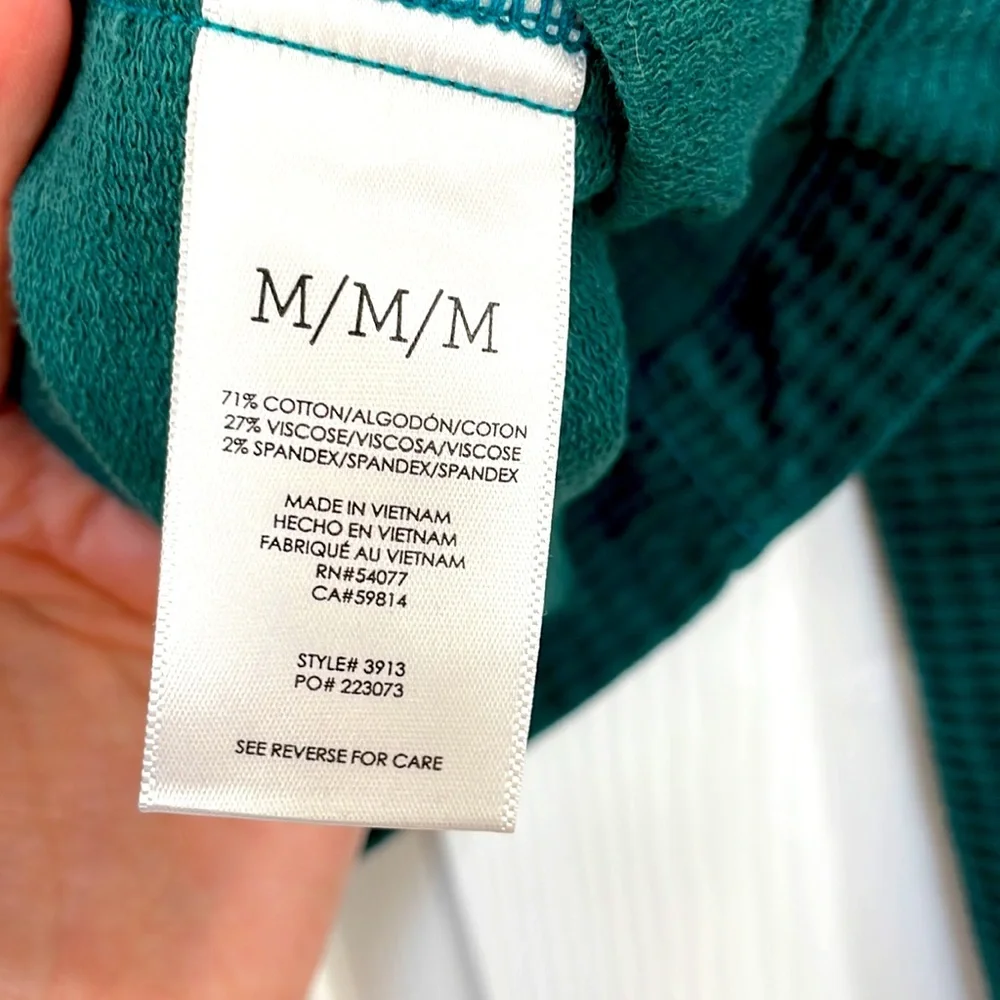 M/M/M
71% COTTON/ALGODÓN/COTON
27% VISCOSE/VISCOSA/VISCOSE
2% SPANDEX/SPANDEX/SPANDEX
MADE IN VIETNAM
HECHO EN VIETNAM
FABRIQUÉ AU VIETNAM
RN#54077
CA#59814
STYLE# 3913
PO# 223073
SEE REVERSE FOR CARE